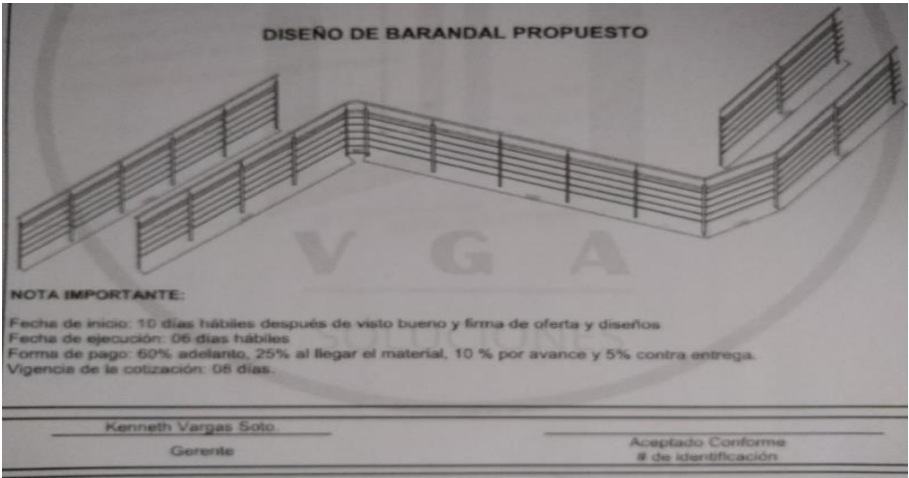 DISEÑO DE BARANDAL PROPUESTO
VGA
SOLUCIONES
NOTA IMPORTANTE:
Fecha de inicio: 10 días hábiles después de visto bueno y firma de oferta y diseños
Fecha de ejecución: 06 días hábiles
Forma de pago: 60% adelanto, 25% al llegar el material, 10 % por avance y 5% contra entrega.
Vigencia de la cotización: 08 días.
Kenneth Vargas Soto.
Gerente
Aceptado Conforme
# de identificación